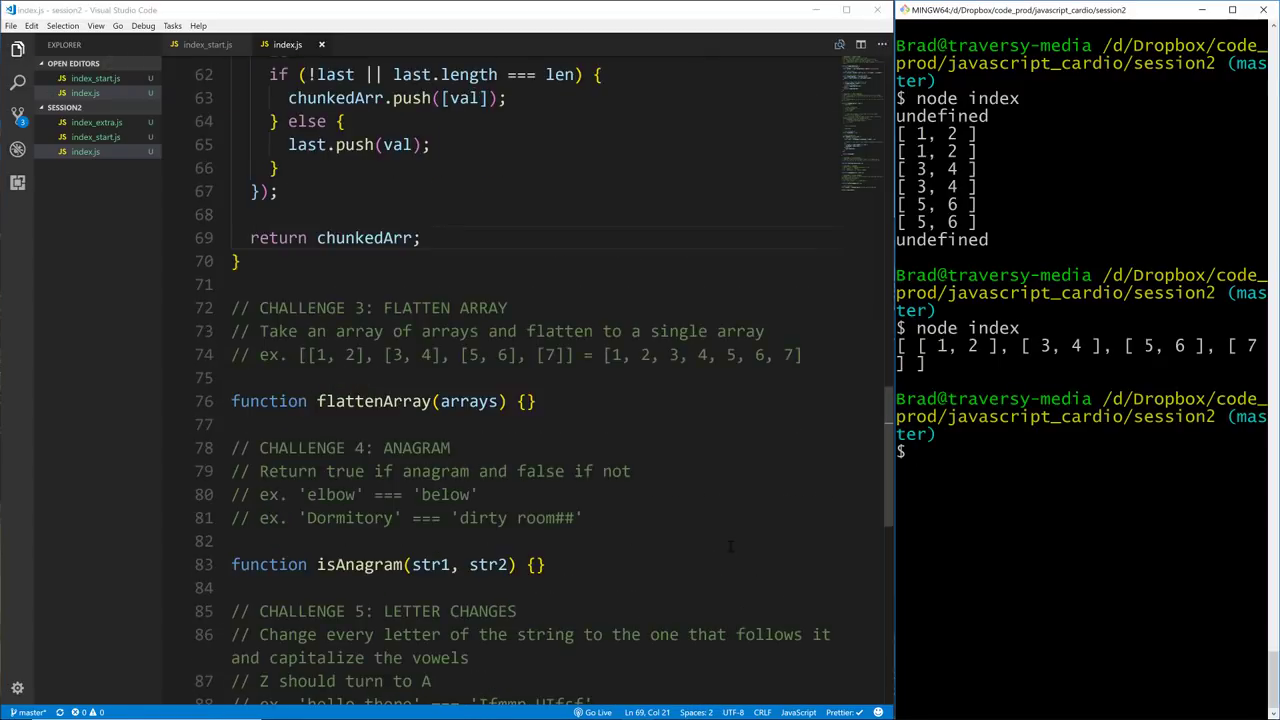 index.js - session2 - Visual Studio Code
File Edit Selection View Go Debug Tasks Help
EXPLORER
OPEN EDITORS
JS index_start.js U
JS index.js U
SESSION2
JS index_extra.js U
JS index_start.js U
JS index.js U
3
JS index_start.js
JS index.js ×
62 if (!last || last.length === len) {
63 chunkedArr.push([val]);
64 } else {
65 last.push(val);
66 }
67 });
68
69 return chunkedArr;
70 }
71
72 // CHALLENGE 3: FLATTEN ARRAY
73 // Take an array of arrays and flatten to a single array
74 // ex. [[1, 2], [3, 4], [5, 6], [7]] = [1, 2, 3, 4, 5, 6, 7]
75
76 function flattenArray(arrays) {}
77
78 // CHALLENGE 4: ANAGRAM
79 // Return true if anagram and false if not
80 // ex. 'elbow' === 'below'
81 // ex. 'Dormitory' === 'dirty room##'
82
83 function isAnagram(str1, str2) {}
84
85 // CHALLENGE 5: LETTER CHANGES
86 // Change every letter of the string to the one that follows it
and capitalize the vowels
87 // Z should turn to A
88 // ex. 'hello there' === 'Ifmmp UIfsf'
master* 0 0 Go Live Ln 69, Col 21 Spaces: 2 UTF-8 CRLF JavaScript Prettier: ✓
MINGW64:/d/Dropbox/code_prod/javascript_cardio/session2
Brad@traversy-media /d/Dropbox/code_
prod/javascript_cardio/session2 (mas
ter)
$ node index
undefined
[ 1, 2 ]
[ 1, 2 ]
[ 3, 4 ]
[ 3, 4 ]
[ 5, 6 ]
[ 5, 6 ]
undefined
Brad@traversy-media /d/Dropbox/code_
prod/javascript_cardio/session2 (mas
ter)
$ node index
[ [ 1, 2 ], [ 3, 4 ], [ 5, 6 ], [ 7
] ]
Brad@traversy-media /d/Dropbox/code_
prod/javascript_cardio/session2 (mas
ter)
$